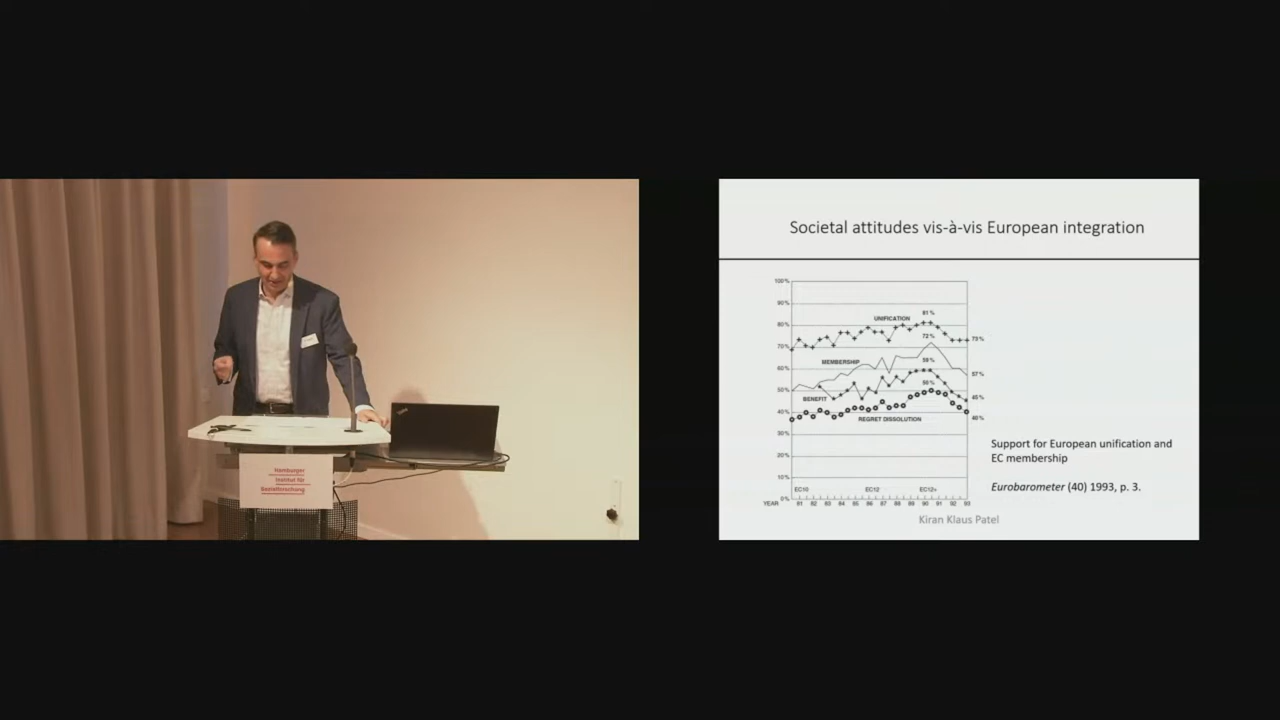 Hamburger
Institut für
Sozialforschung
Societal attitudes vis-à-vis European integration
100%
90%
80%
70%
60%
50%
40%
30%
20%
10%
0%
UNIFICATION
81%
73%
72%
MEMBERSHIP
59%
57%
BENEFIT
50%
45%
REGRET DISSOLUTION
EC10
EC12
EC12+
YEAR 81 82 83 84 85 86 87 88 89 90 91 92 93
Support for European unification and
EC membership
Eurobarometer (40) 1993, p. 3.
Kiran Klaus Patel